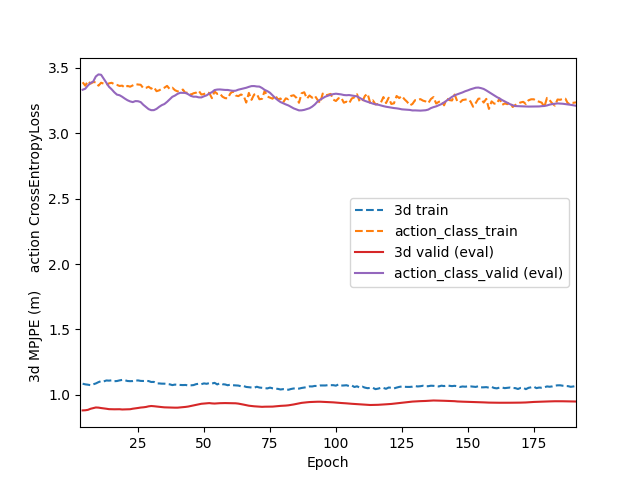 3.5
3.0
2.5
2.0
1.5
1.0
3d MPJPE (m)    action CrossEntropyLoss
3d train
action_class_train
3d valid (eval)
action_class_valid (eval)
25 50 75 100 125 150 175
Epoch